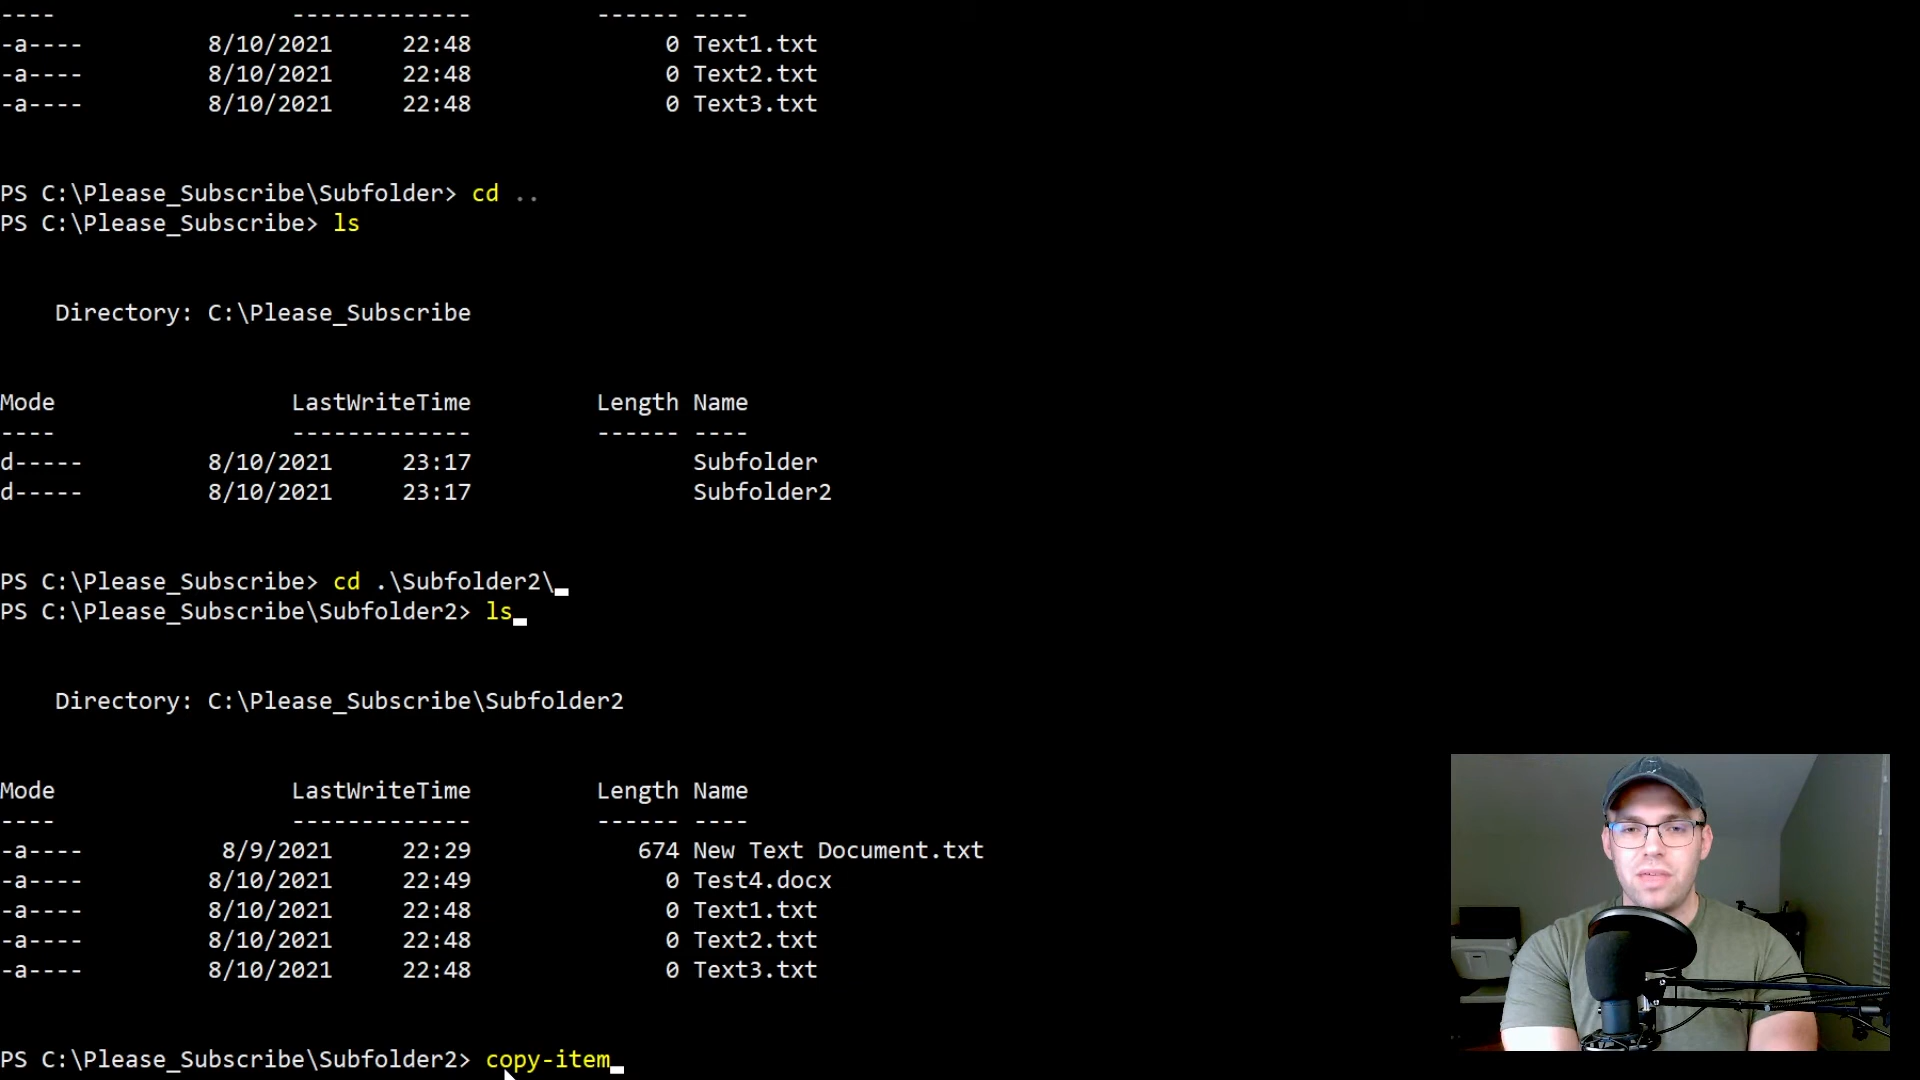 ---- ------------- ------ ----
-a---- 8/10/2021 22:48 0 Text1.txt
-a---- 8/10/2021 22:48 0 Text2.txt
-a---- 8/10/2021 22:48 0 Text3.txt
PS C:\Please_Subscribe\Subfolder> cd ..
PS C:\Please_Subscribe> ls
Directory: C:\Please_Subscribe
Mode LastWriteTime Length Name
---- ------------- ------ ----
d----- 8/10/2021 23:17 Subfolder
d----- 8/10/2021 23:17 Subfolder2
PS C:\Please_Subscribe> cd .\Subfolder2\
PS C:\Please_Subscribe\Subfolder2> ls
Directory: C:\Please_Subscribe\Subfolder2
Mode LastWriteTime Length Name
---- ------------- ------ ----
-a---- 8/9/2021 22:29 674 New Text Document.txt
-a---- 8/10/2021 22:49 0 Test4.docx
-a---- 8/10/2021 22:48 0 Text1.txt
-a---- 8/10/2021 22:48 0 Text2.txt
-a---- 8/10/2021 22:48 0 Text3.txt
PS C:\Please_Subscribe\Subfolder2> copy-item